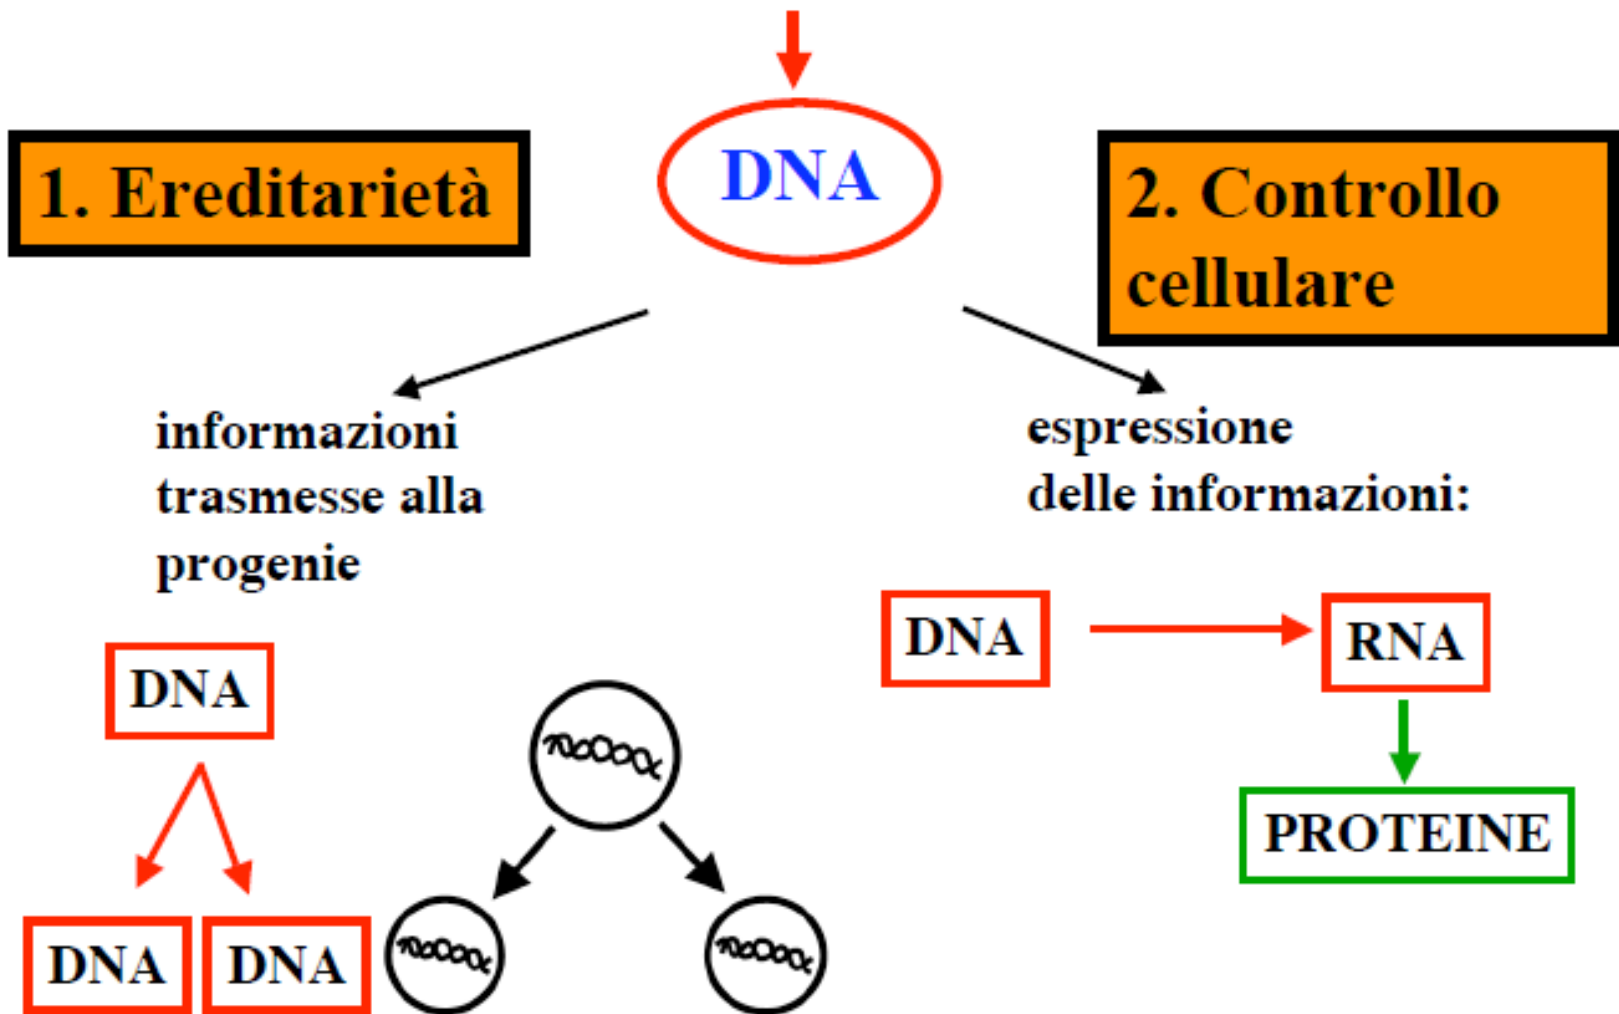 DNA
1. Ereditarietà
2. Controllo
cellulare
informazioni
trasmesse alla
progenie
espressione
delle informazioni:
DNA
DNA
DNA
DNA
RNA
PROTEINE